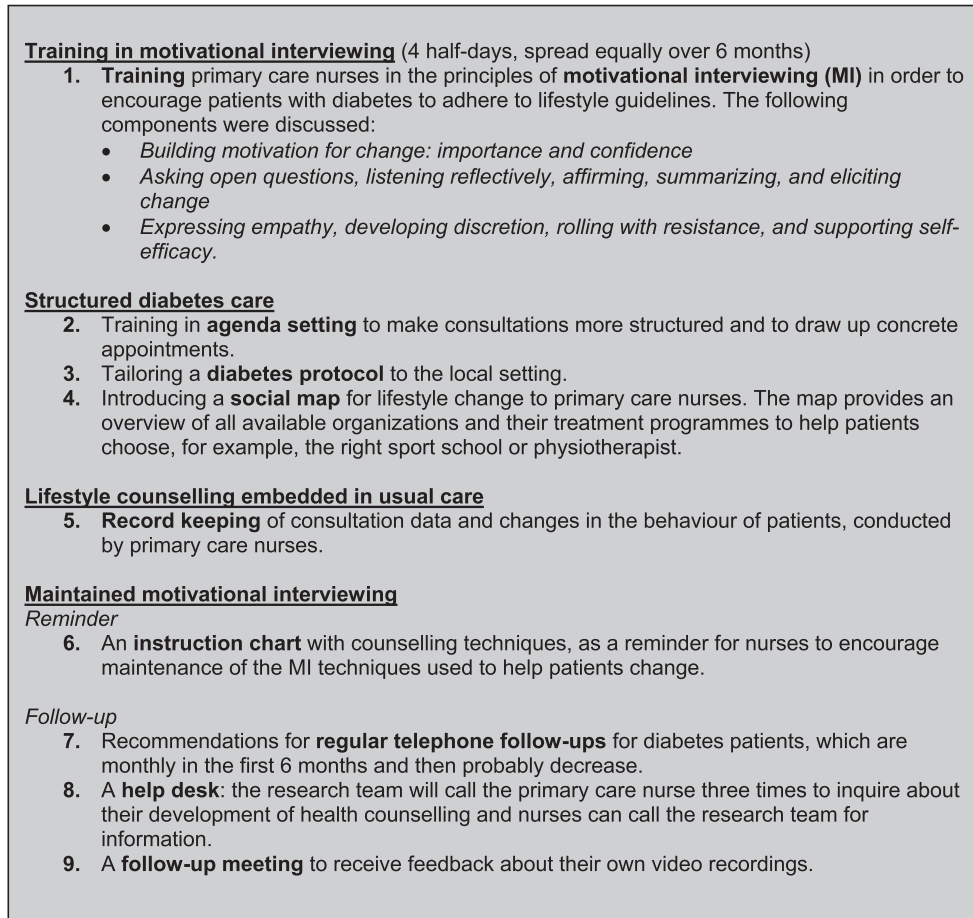 Training in motivational interviewing (4 half-days, spread equally over 6 months)
1. Training primary care nurses in the principles of motivational interviewing (MI) in order to
encourage patients with diabetes to adhere to lifestyle guidelines. The following
components were discussed:
• Building motivation for change: importance and confidence
• Asking open questions, listening reflectively, affirming, summarizing, and eliciting
change
• Expressing empathy, developing discretion, rolling with resistance, and supporting self-
efficacy.
Structured diabetes care
2. Training in agenda setting to make consultations more structured and to draw up concrete
appointments.
3. Tailoring a diabetes protocol to the local setting.
4. Introducing a social map for lifestyle change to primary care nurses. The map provides an
overview of all available organizations and their treatment programmes to help patients
choose, for example, the right sport school or physiotherapist.
Lifestyle counselling embedded in usual care
5. Record keeping of consultation data and changes in the behaviour of patients, conducted
by primary care nurses.
Maintained motivational interviewing
Reminder
6. An instruction chart with counselling techniques, as a reminder for nurses to encourage
maintenance of the MI techniques used to help patients change.
Follow-up
7. Recommendations for regular telephone follow-ups for diabetes patients, which are
monthly in the first 6 months and then probably decrease.
8. A help desk: the research team will call the primary care nurse three times to inquire about
their development of health counselling and nurses can call the research team for
information.
9. A follow-up meeting to receive feedback about their own video recordings.